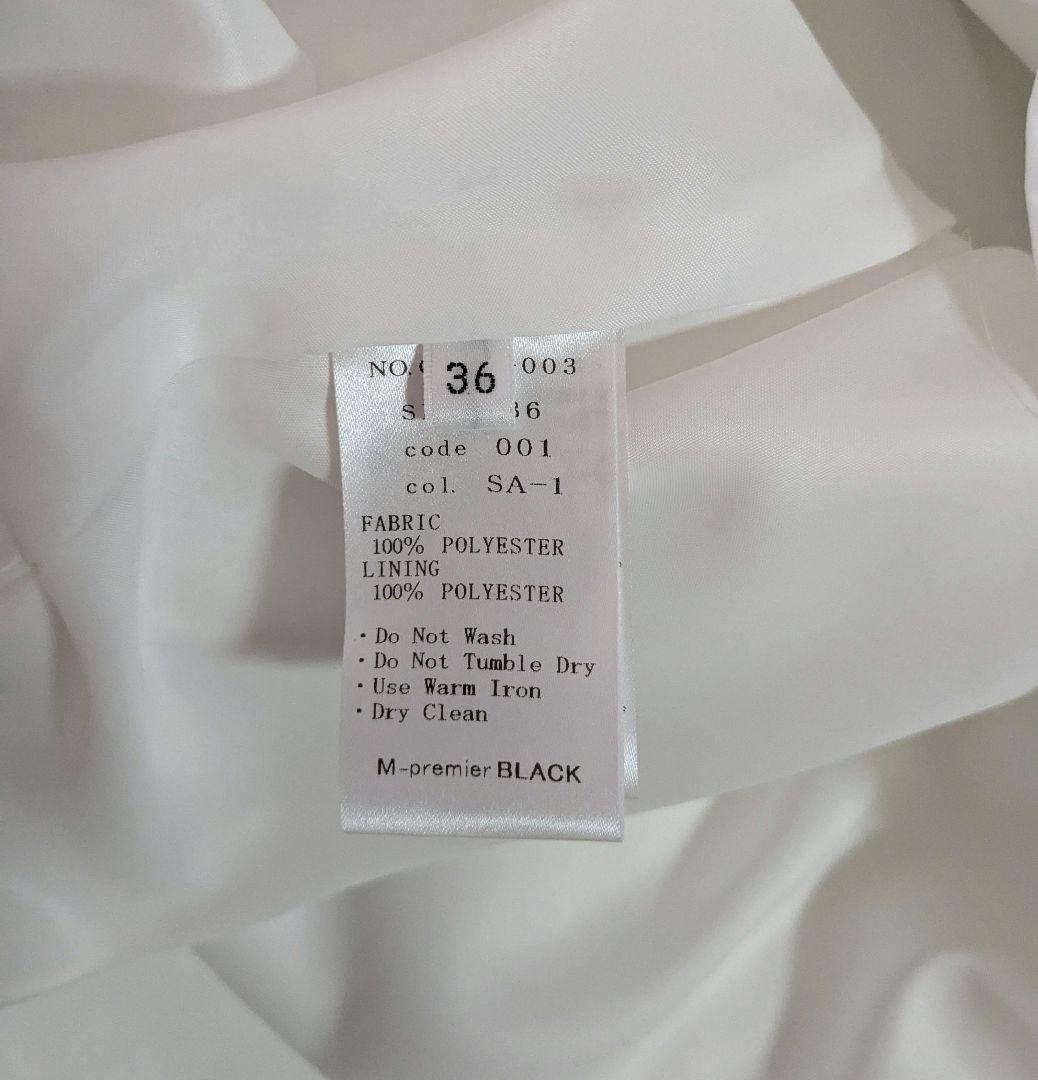 NO. 003
36
36
code 001
col. SA-1
FABRIC
100% POLYESTER
LINING
100% POLYESTER
・Do Not Wash
・Do Not Tumble Dry
・Use Warm Iron
・Dry Clean
M-premier BLACK